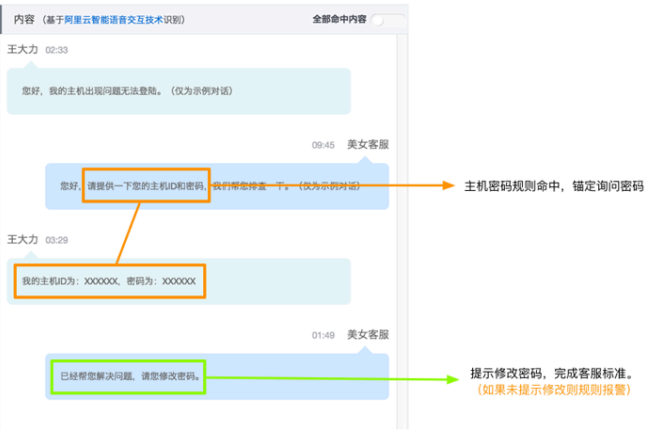 内容 （基于阿里云智能语音交互技术识别） 全部命中内容
王大力 02:33
您好，我的主机出现问题无法登陆。（仅为示例对话）
09:45 美女客服
您好，请提供一下您的主机ID和密码，我们帮您排查一下。（仅为示例对话）
主机密码规则命中，锚定询问密码
王大力 03:29
我的主机ID为：XXXXXX，密码为：XXXXXX
01:49 美女客服
已经帮您解决问题，请您修改密码。
提示修改密码，完成客服标准。
（如果未提示修改则规则报警）